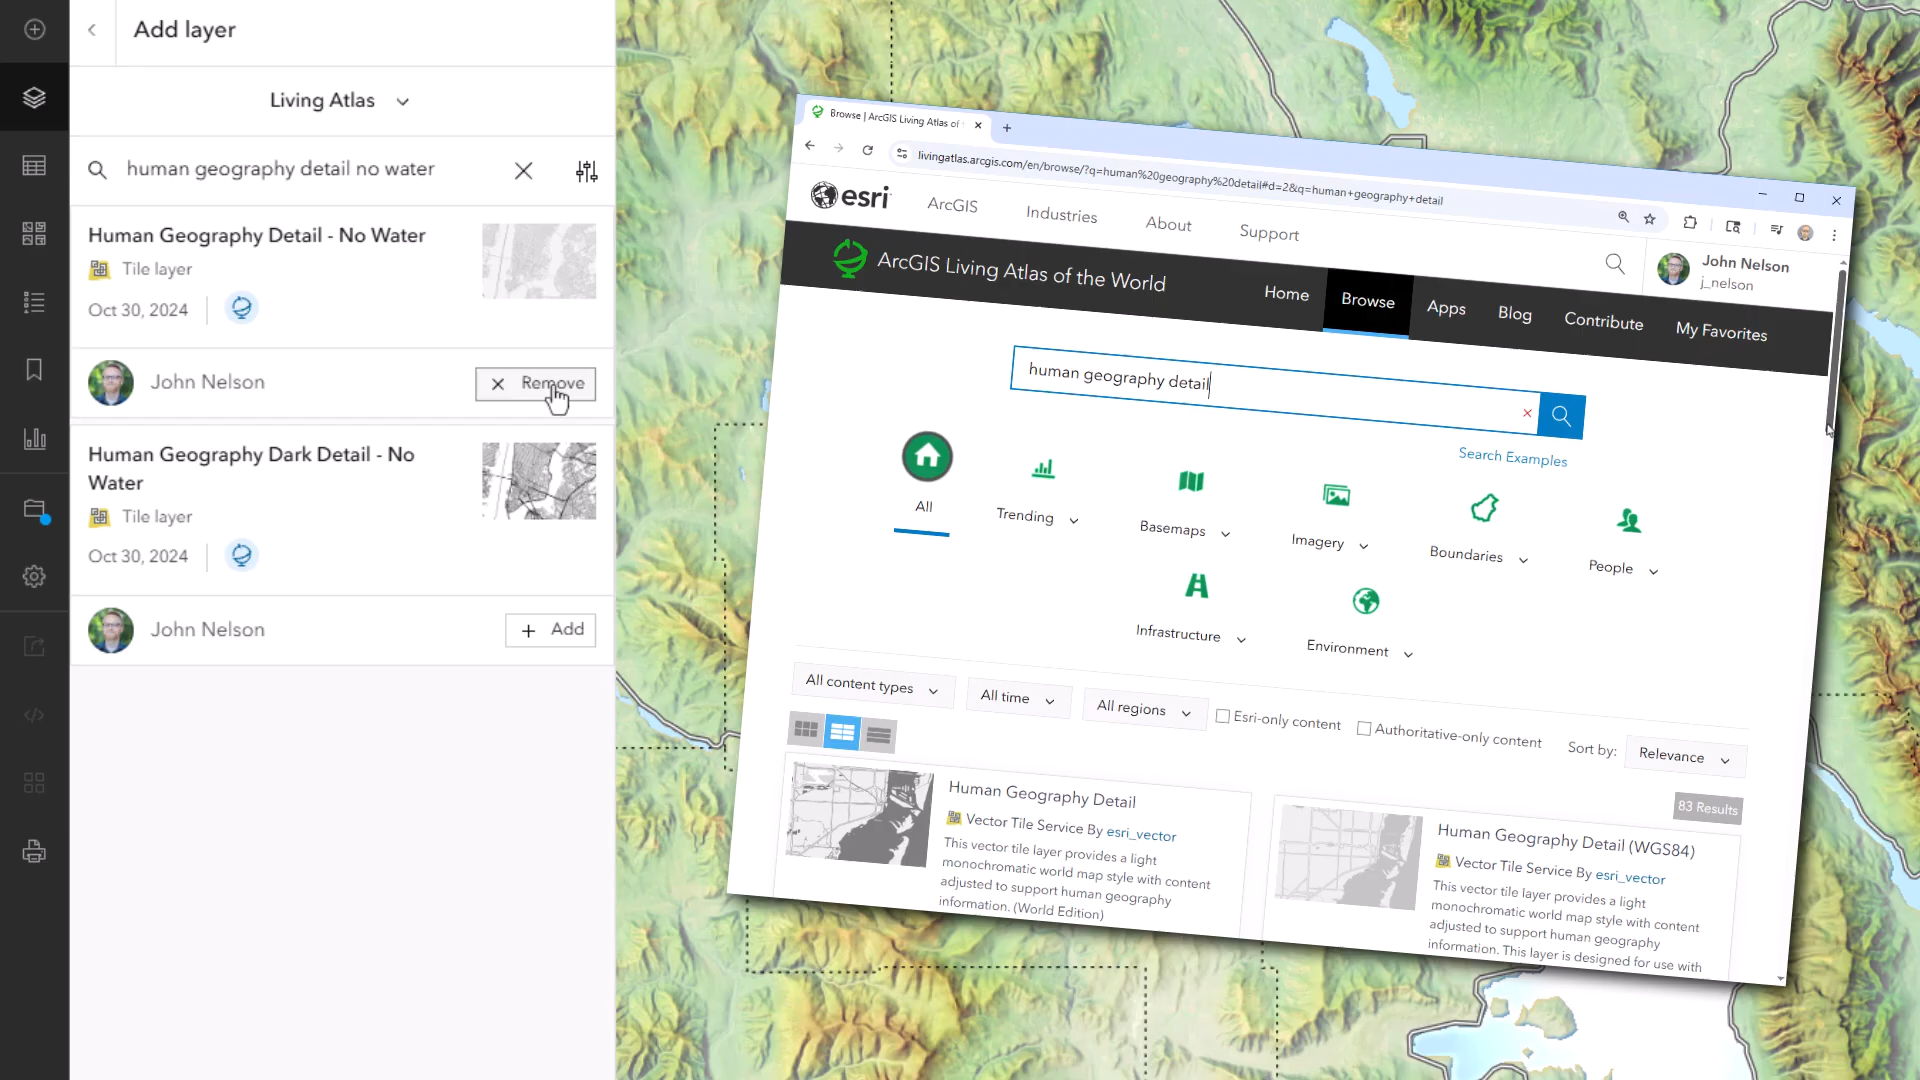 Add layer
Living Atlas
human geography detail no water
Human Geography Detail - No Water
Tile layer
Oct 30, 2024
John Nelson
Remove
Human Geography Dark Detail - No
Water
Tile layer
Oct 30, 2024
John Nelson
Add
Browse | ArcGIS Living Atlas of
livingatlas.arcgis.com/en/browse/?q=human%20geography%20detail#d=2&q=human+geography+detail
esri
ArcGIS
Industries
About
Support
John Nelson
j_nelson
ArcGIS Living Atlas of the World
Home
Browse
Apps
Blog
Contribute
My Favorites
human geography detail
Search Examples
All
Trending
Basemaps
Imagery
Boundaries
People
Infrastructure
Environment
All content types
All time
All regions
Esri-only content
Authoritative-only content
Sort by:
Relevance
83 Results
Human Geography Detail
Vector Tile Service By esri_vector
This vector tile layer provides a light
monochromatic world map style with content
adjusted to support human geography
information. (World Edition)
Human Geography Detail (WGS84)
Vector Tile Service By esri_vector
This vector tile layer provides a light
monochromatic world map style with content
adjusted to support human geography
information. This layer is designed for use with